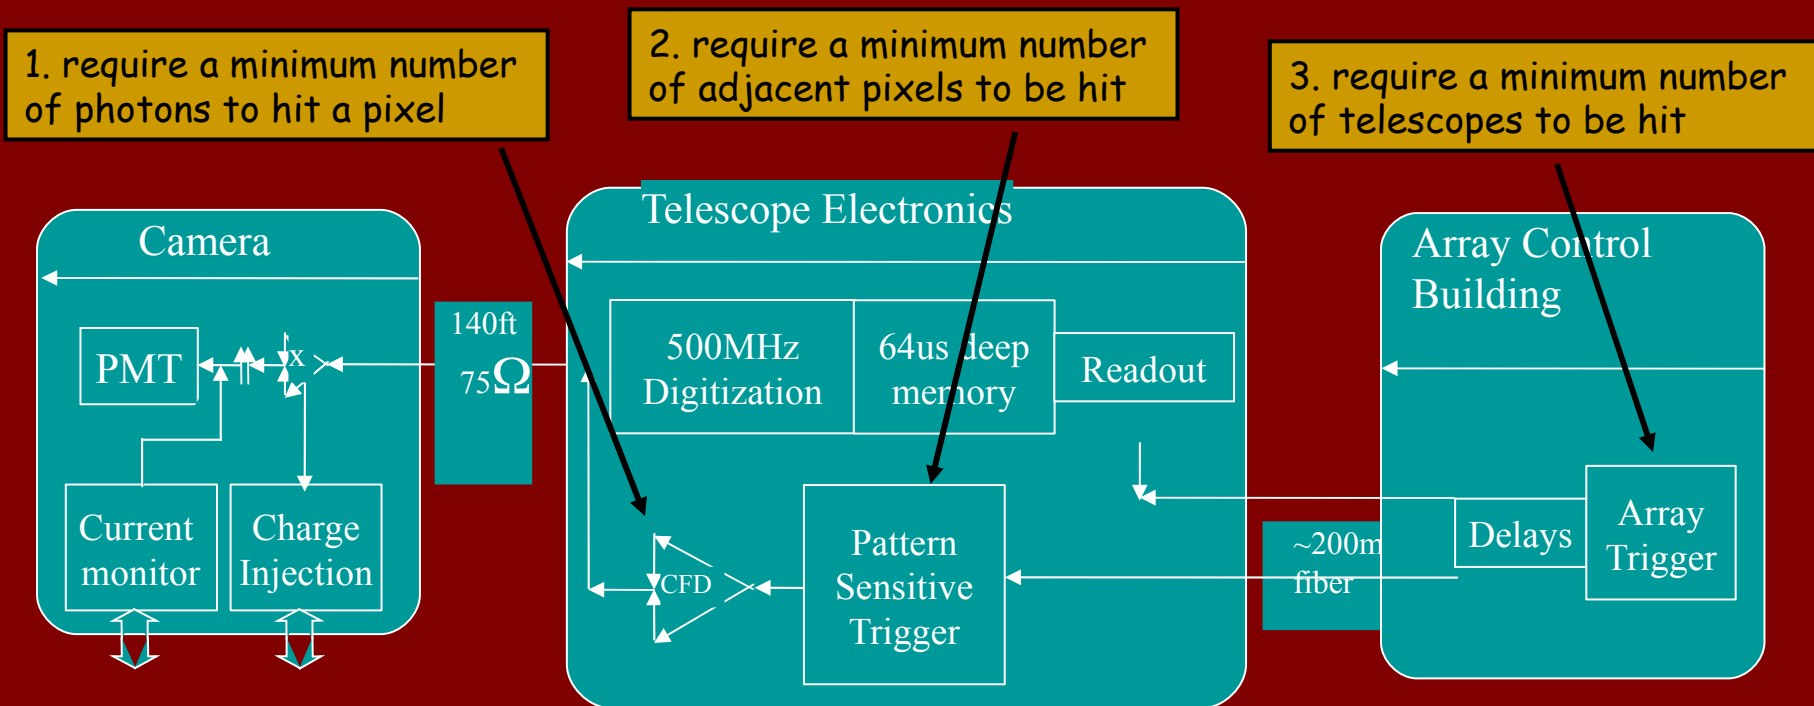 1. require a minimum number
of photons to hit a pixel
2. require a minimum number
of adjacent pixels to be hit
3. require a minimum number
of telescopes to be hit
Camera
PMT
x
Current
monitor
Charge
Injection
140ft
75Ω
Telescope Electronics
500MHz
Digitization
64us deep
memory
Readout
CFD
Pattern
Sensitive
Trigger
~200m
fiber
Array Control
Building
Delays
Array
Trigger